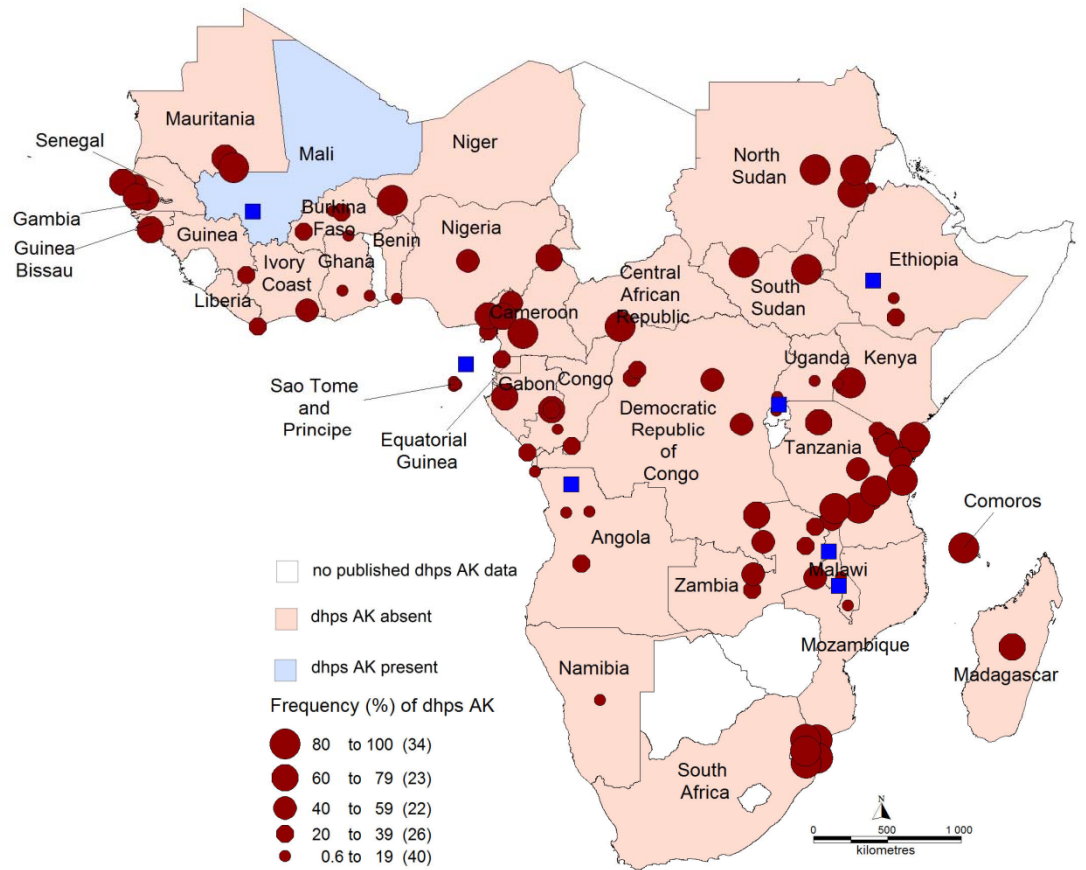 Mauritania
Senegal
Mali
Niger
North
Sudan
Gambia
Guinea
Bissau
Guinea
Burkina
Faso
Benin
Nigeria
Ivory
Coast
Ghana
Liberia
Cameroon
Central
African
Republic
South
Sudan
Ethiopia
Uganda
Kenya
Sao Tome
and
Principe
Gabon
Congo
Equatorial
Guinea
Democratic
Republic
of
Congo
Tanzania
Comoros
Angola
Malawi
Zambia
Mozambique
Madagascar
Namibia
South
Africa
no published dhps AK data
dhps AK absent
dhps AK present
Frequency (%) of dhps AK
80 to 100 (34)
60 to 79 (23)
40 to 59 (22)
20 to 39 (26)
0.6 to 19 (40)
N
0 500 1 000
kilometres